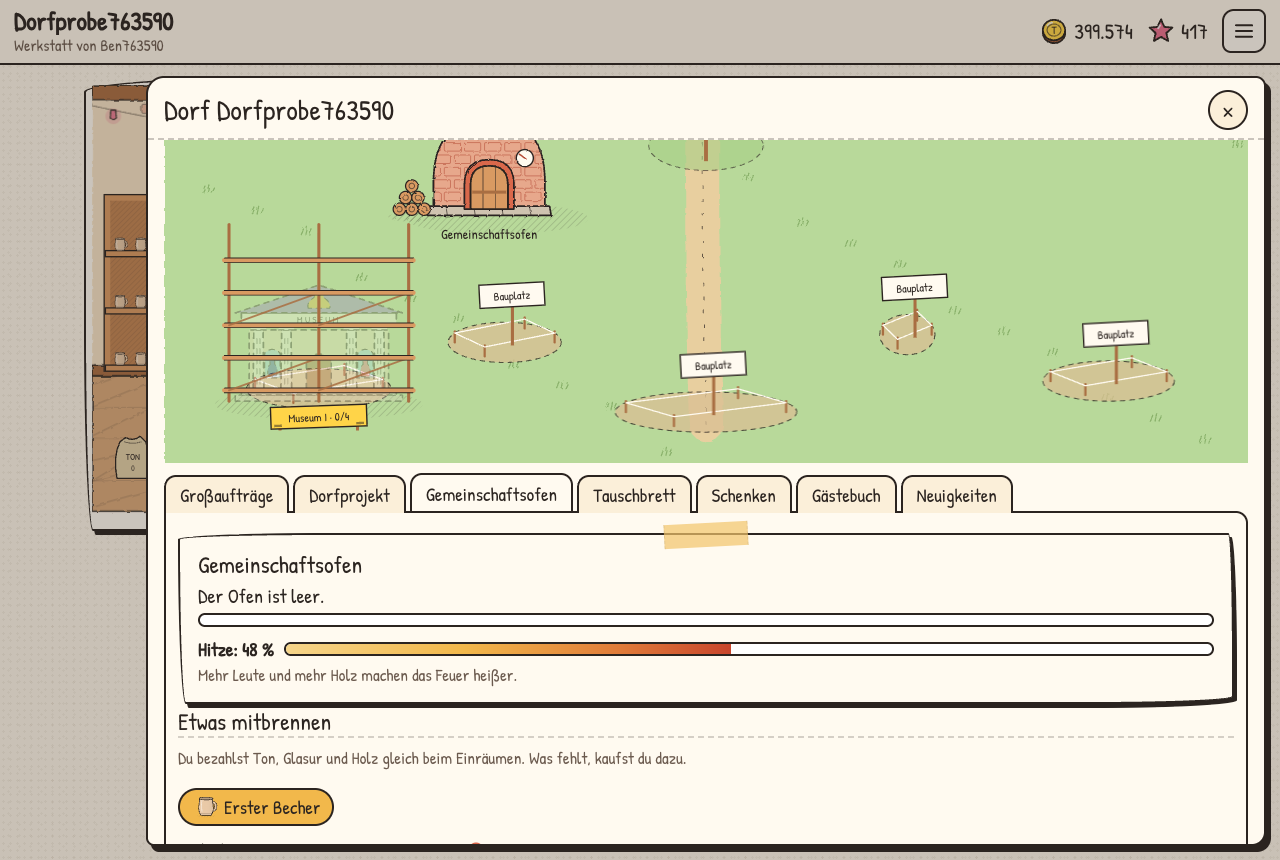 Dorfprobe763590
Werkstatt von Ben763590
399.574
417
Dorf Dorfprobe763590
×
Gemeinschaftsofen
Bauplatz
Bauplatz
Bauplatz
Bauplatz
MUSEUM
Museum 1 · 0/4
TON
0
Großaufträge
Dorfprojekt
Gemeinschaftsofen
Tauschbrett
Schenken
Gästebuch
Neuigkeiten
Gemeinschaftsofen
Der Ofen ist leer.
Hitze: 48 %
Mehr Leute und mehr Holz machen das Feuer heißer.
Etwas mitbrennen
Du bezahlst Ton, Glasur und Holz gleich beim Einräumen. Was fehlt, kaufst du dazu.
Erster Becher